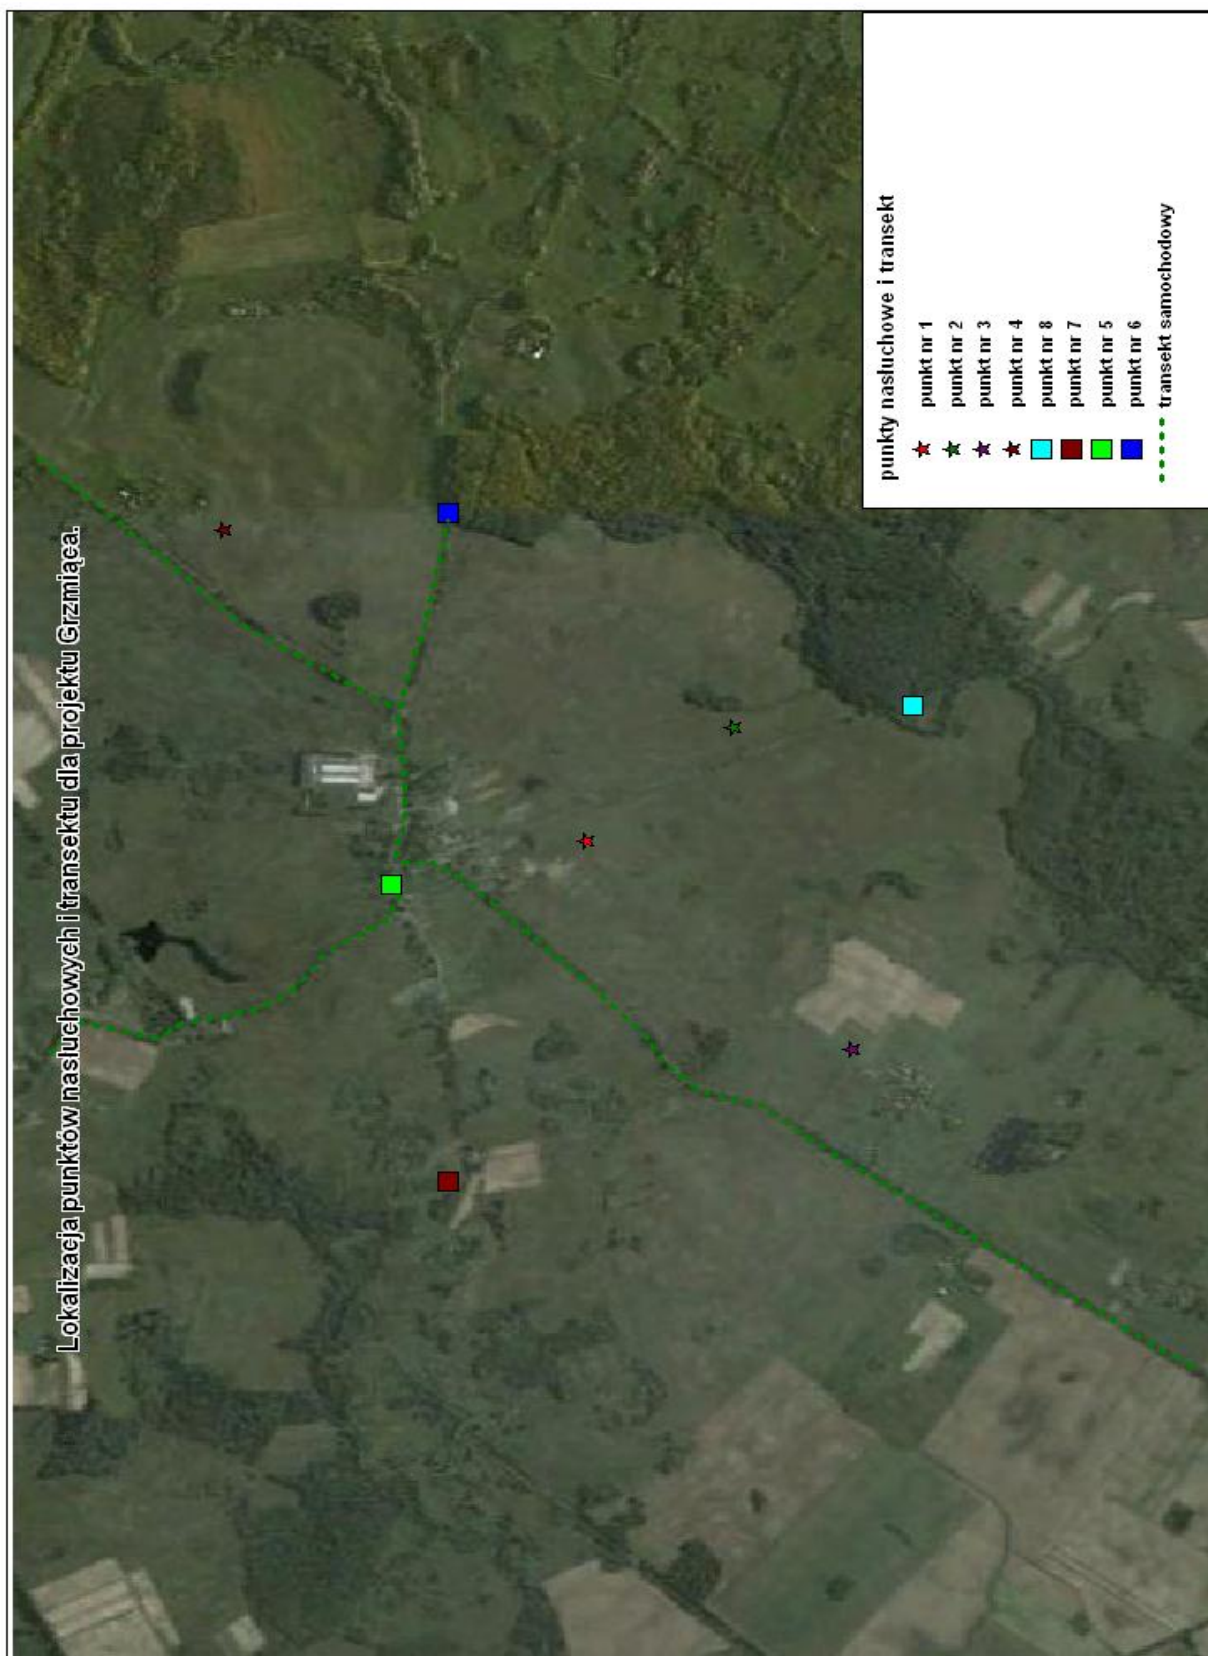 Lokalizacja punktów nasłuchowych i transektu dla projektu Grzmiąca.
punkty nasłuchowe i transekt
punkt nr 1
punkt nr 2
punkt nr 3
punkt nr 4
punkt nr 8
punkt nr 7
punkt nr 5
punkt nr 6
transekt samochodowy